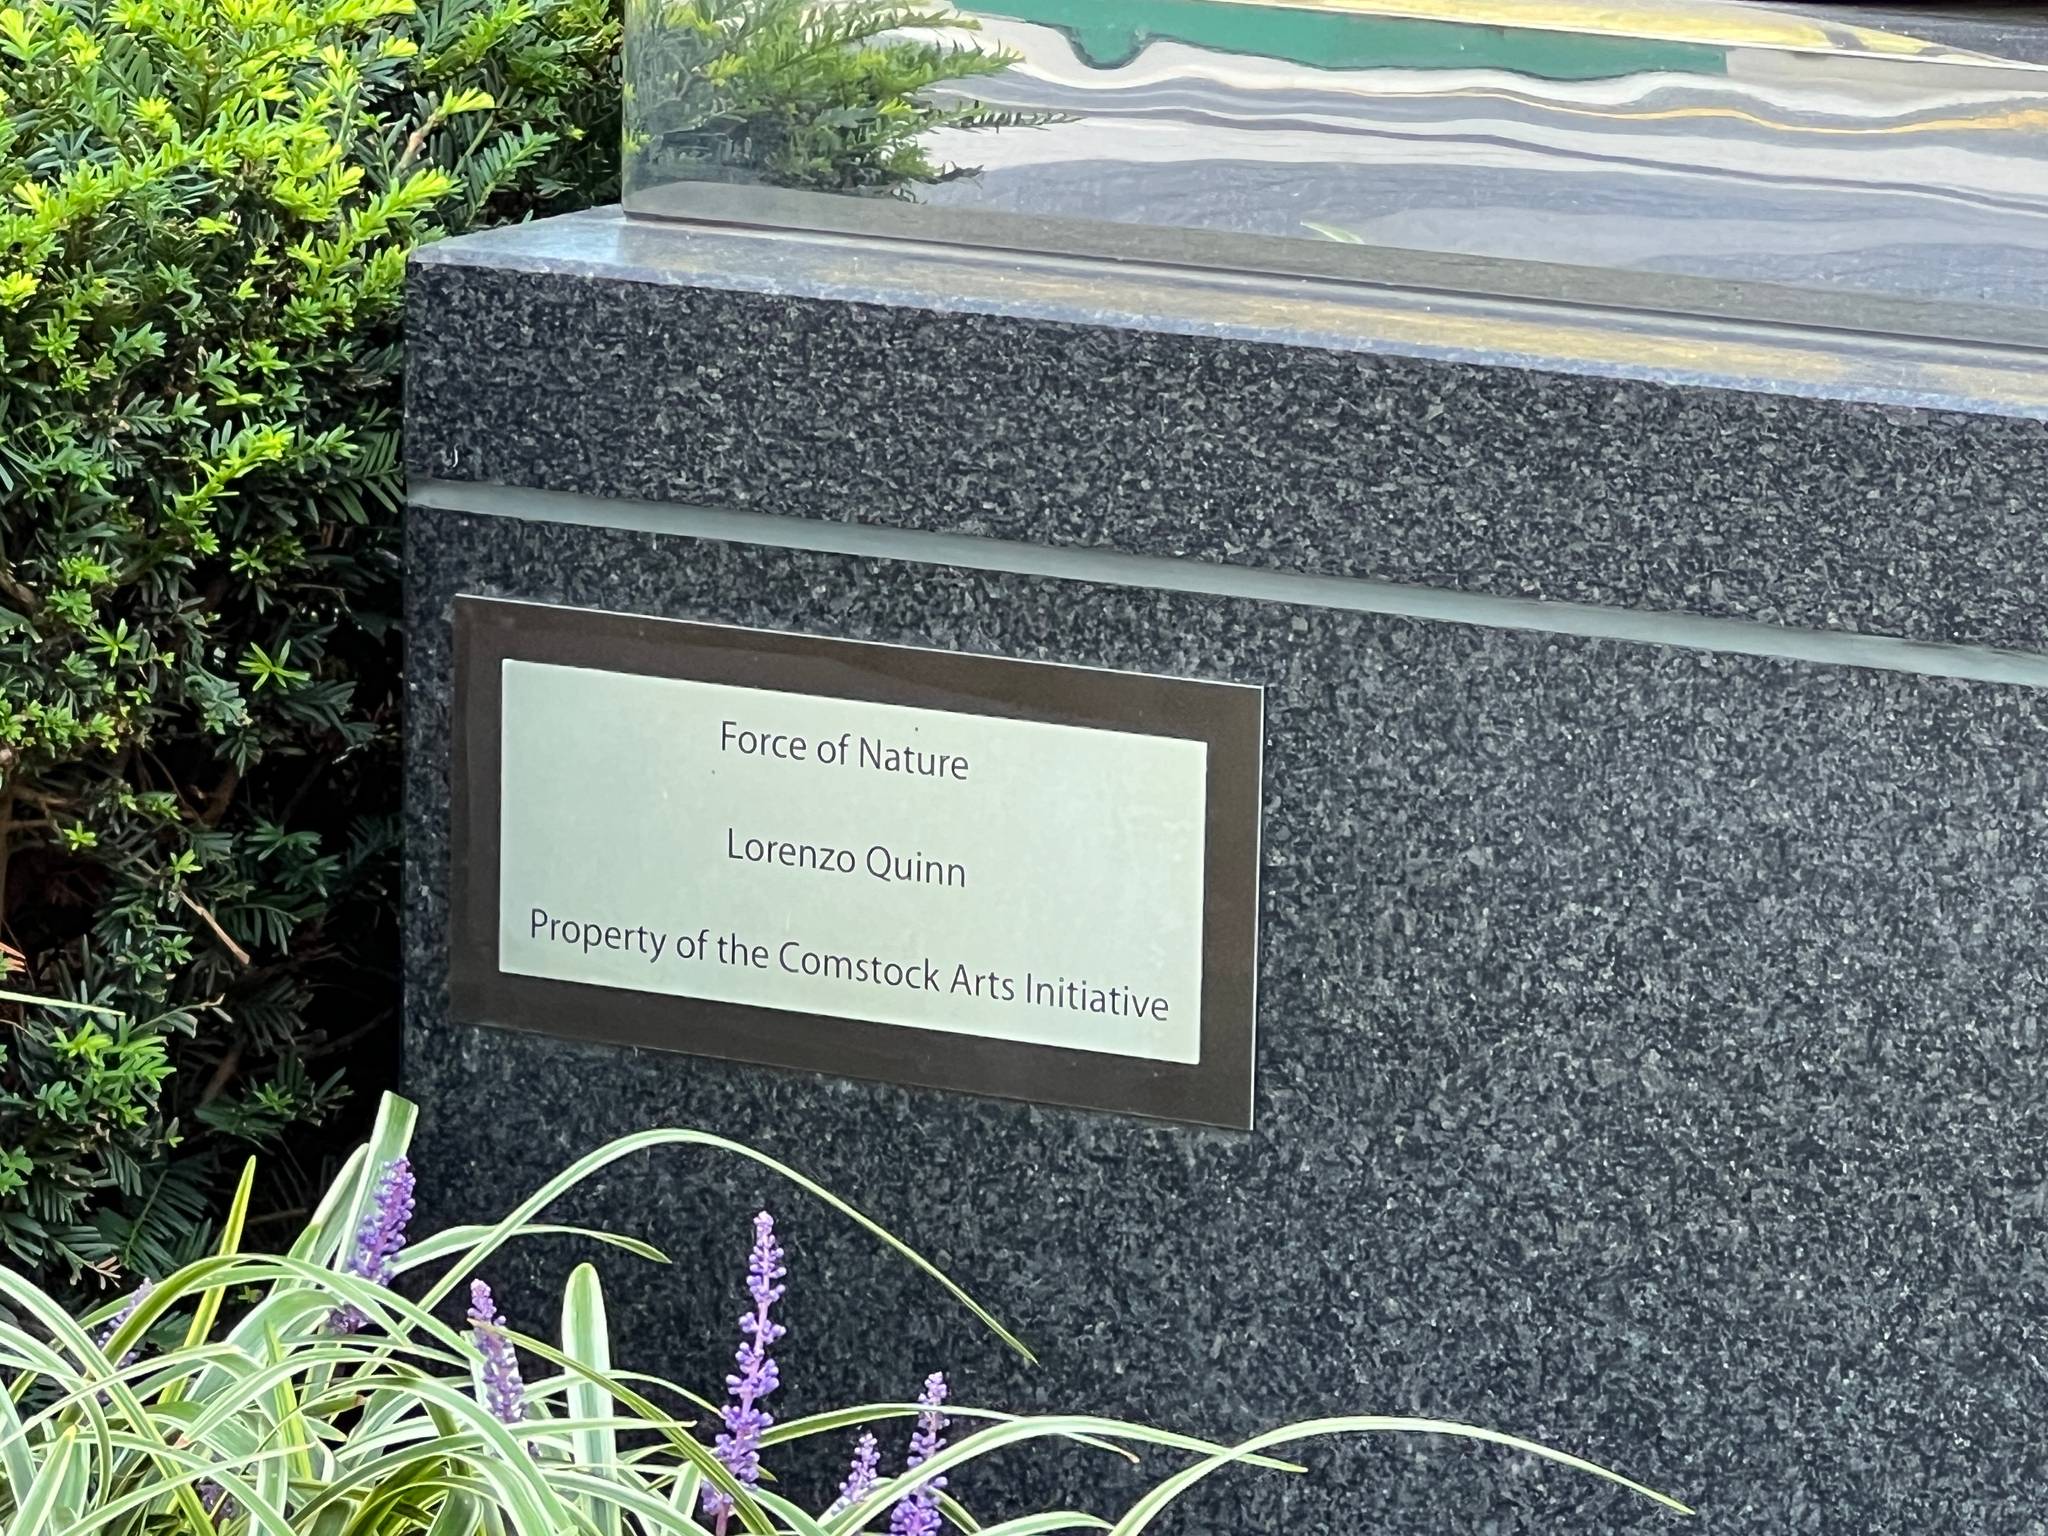 Force of Nature
Lorenzo Quinn
Property of the Comstock Arts Initiative